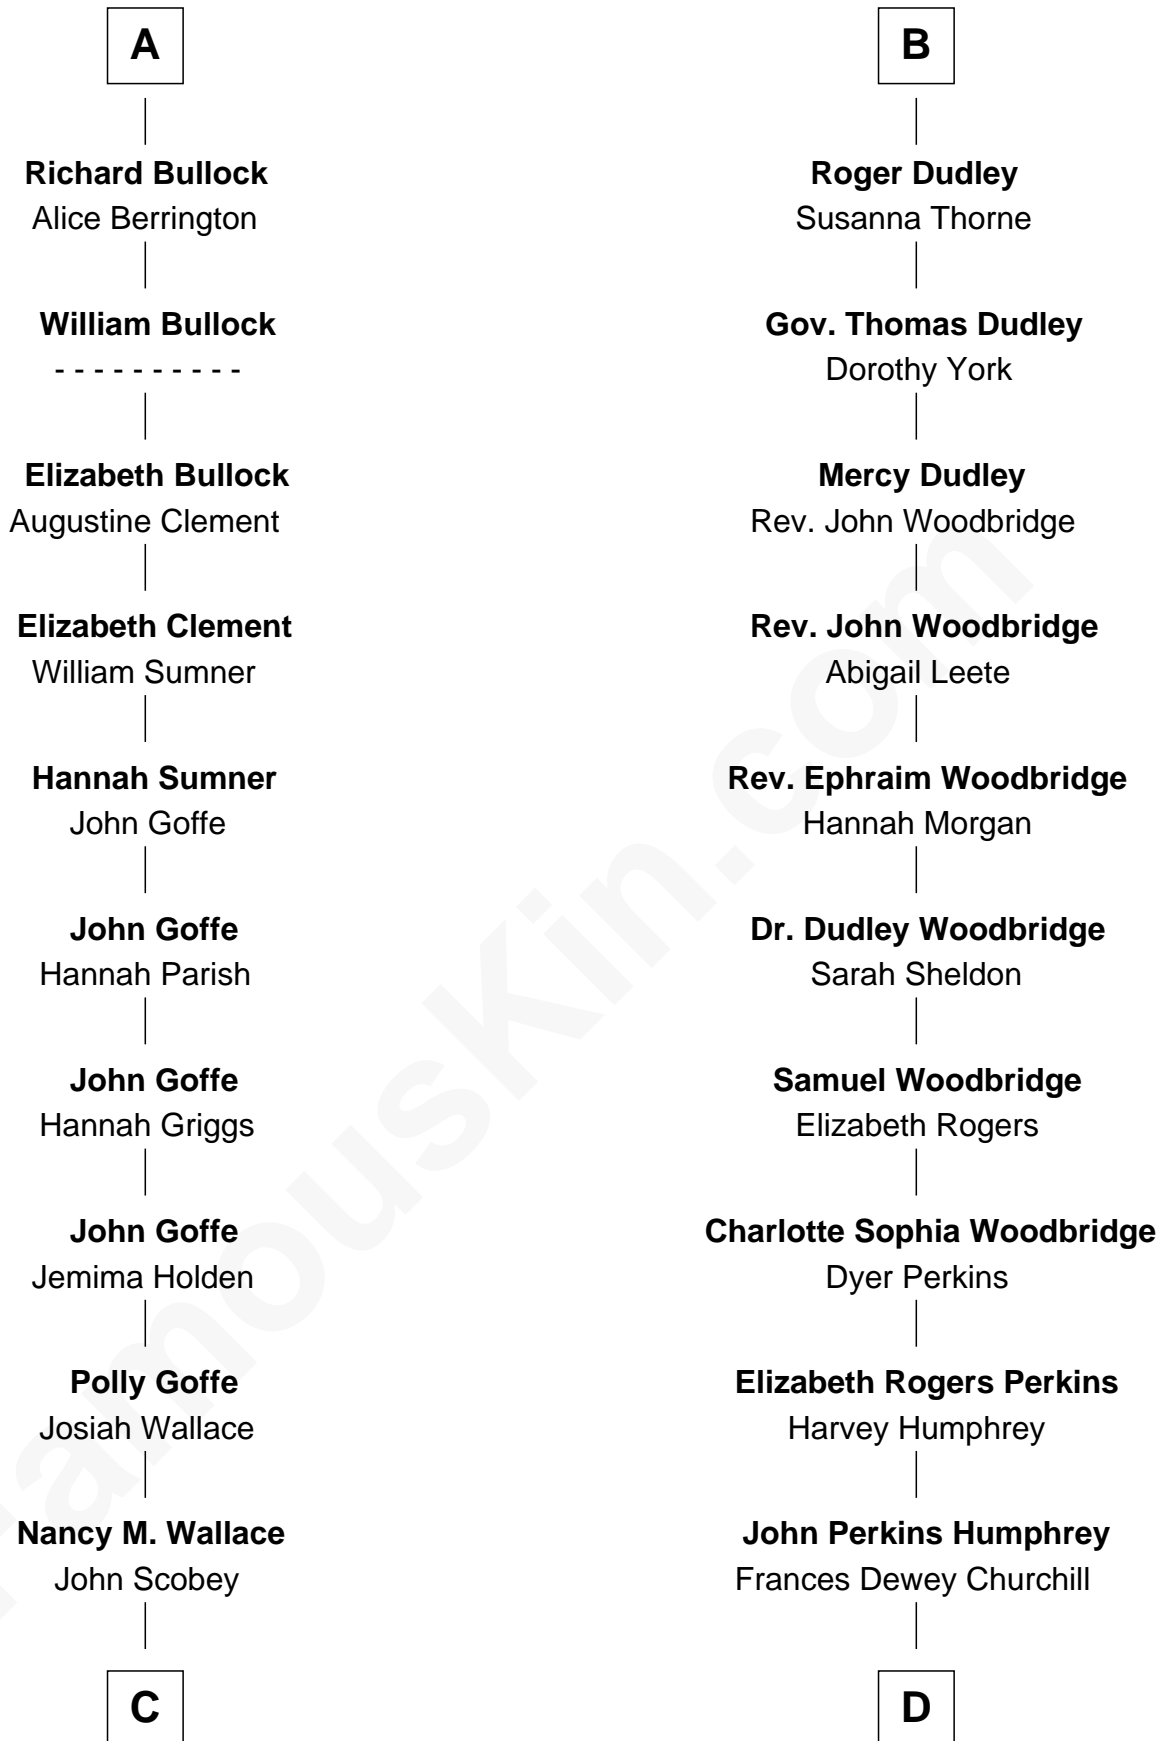 A
Richard Bullock
Alice Berrington
William Bullock
- - - - - - - - - -
Elizabeth Bullock
Augustine Clement
Elizabeth Clement
William Sumner
Hannah Sumner
John Goffe
John Goffe
Hannah Parish
John Goffe
Hannah Griggs
John Goffe
Jemima Holden
Polly Goffe
Josiah Wallace
Nancy M. Wallace
John Scobey
C
B
Roger Dudley
Susanna Thorne
Gov. Thomas Dudley
Dorothy York
Mercy Dudley
Rev. John Woodbridge
Rev. John Woodbridge
Abigail Leete
Rev. Ephraim Woodbridge
Hannah Morgan
Dr. Dudley Woodbridge
Sarah Sheldon
Samuel Woodbridge
Elizabeth Rogers
Charlotte Sophia Woodbridge
Dyer Perkins
Elizabeth Rogers Perkins
Harvey Humphrey
John Perkins Humphrey
Frances Dewey Churchill
D
FamousKin.com